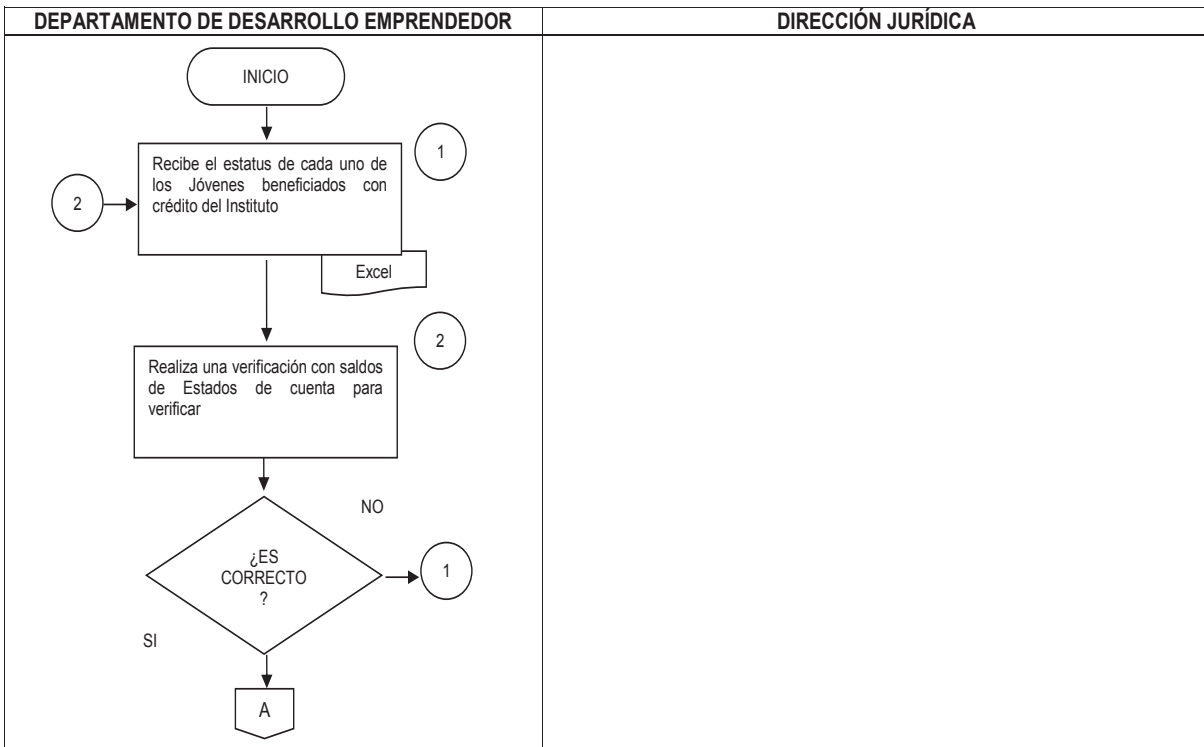 DEPARTAMENTO DE DESARROLLO EMPRENDEDOR
DIRECCIÓN JURÍDICA
INICIO
1
Recibe el estatus de cada uno de
los Jóvenes beneficiados con
crédito del Instituto
2
Excel
2
Realiza una verificación con saldos
de Estados de cuenta para
verificar
NO
¿ES
CORRECTO
?
1
SI
A